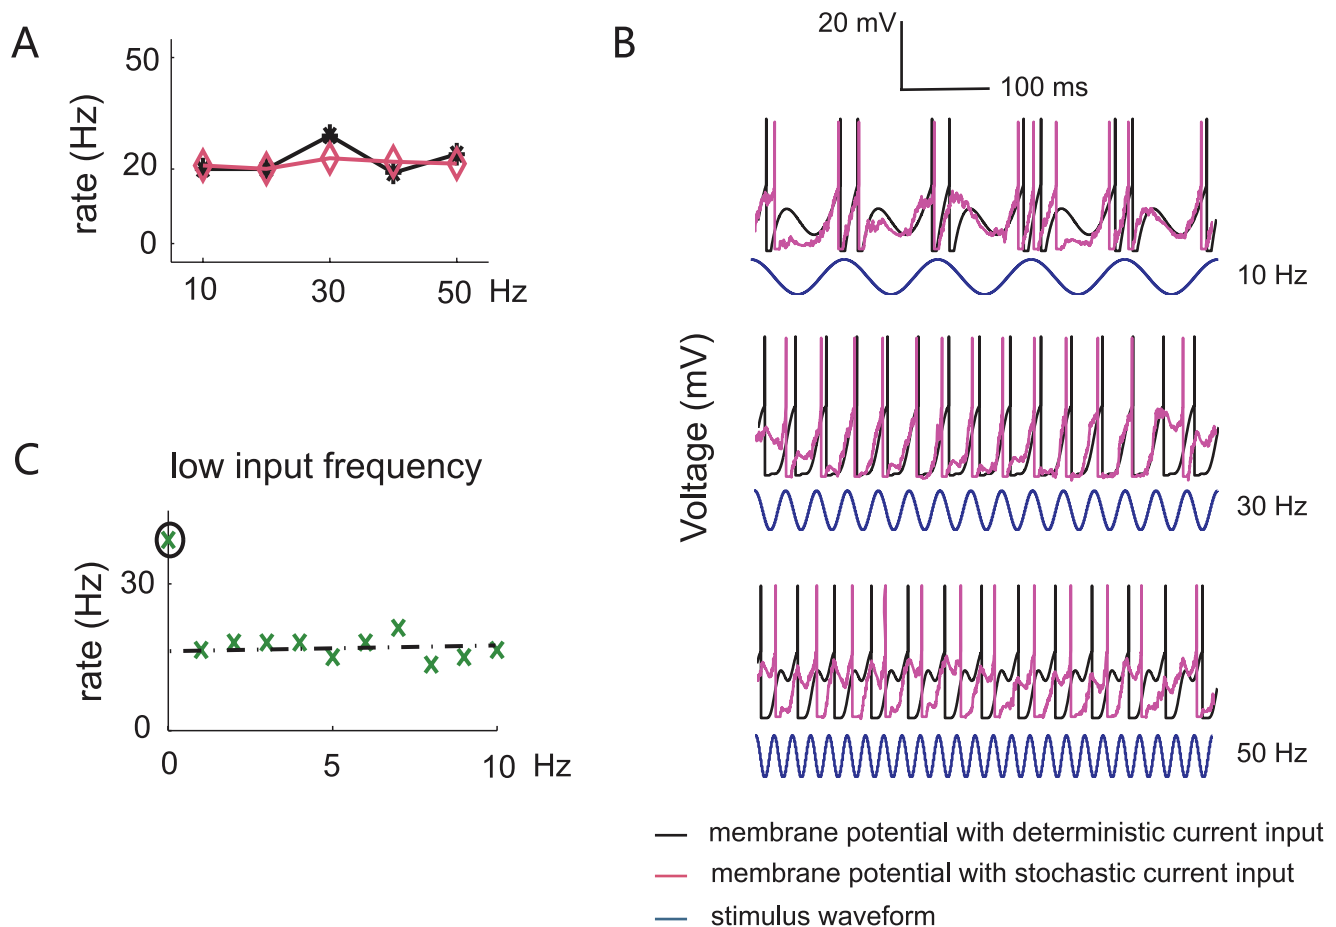 A
50
20
0
rate (Hz)
10
30
50
Hz
B
20 mV
100 ms
Voltage (mV)
10 Hz
30 Hz
50 Hz
C
low input frequency
30
0
rate (Hz)
0
5
10
Hz
membrane potential with deterministic current input
membrane potential with stochastic current input
stimulus waveform